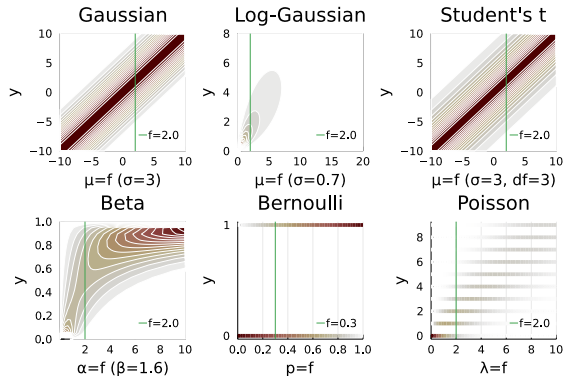 Gaussian
Log-Gaussian
Student's t
10
5
0
−5
−10
y
f=2.0
−10 −5 0 5 10
μ=f (σ=3)
8
6
4
2
0
y
f=2.0
0 5 10 15 20
μ=f (σ=0.7)
10
5
0
−5
−10
y
f=2.0
−10 −5 0 5 10
μ=f (σ=3, df=3)
Beta
Bernoulli
Poisson
1.0
0.8
0.6
0.4
0.2
0.0
y
f=2.0
2 4 6 8 10
α=f (β=1.6)
1
0
y
f=0.3
0.0 0.2 0.4 0.6 0.8 1.0
p=f
9
8
7
6
5
4
3
2
1
0
y
f=2.0
0 2 4 6 8 10
λ=f